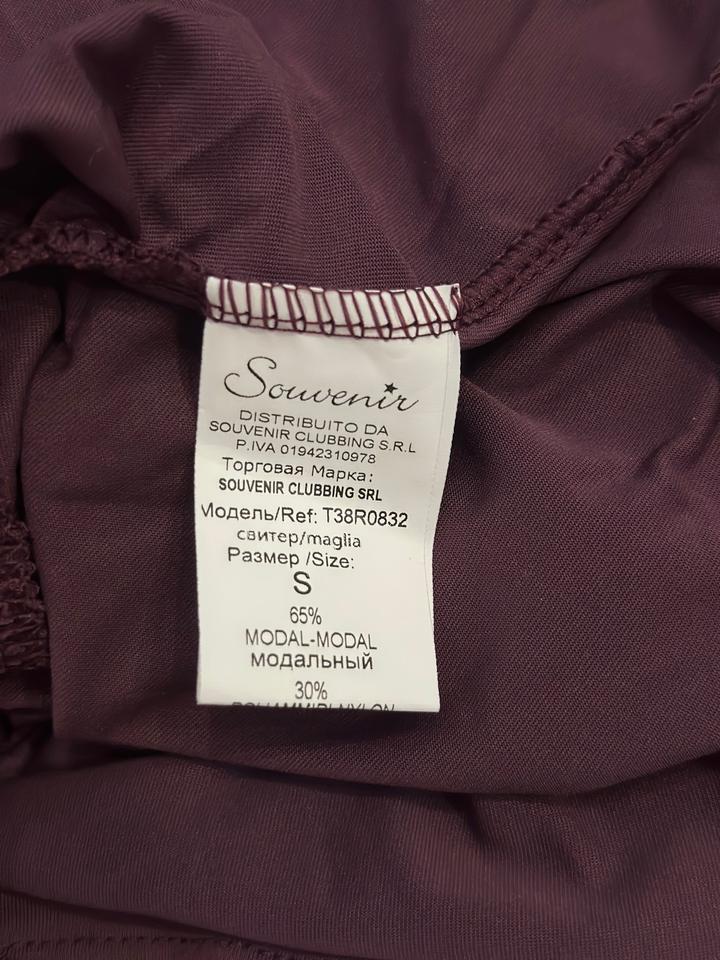 Souvenir
DISTRIBUITO DA
SOUVENIR CLUBBING S.R.L
P.IVA 01942310978
Торговая Марка:
SOUVENIR CLUBBING SRL
Модель/Ref: T38R0832
свитер/maglia
Размер /Size:
S
65%
MODAL-MODAL
модальный
30%